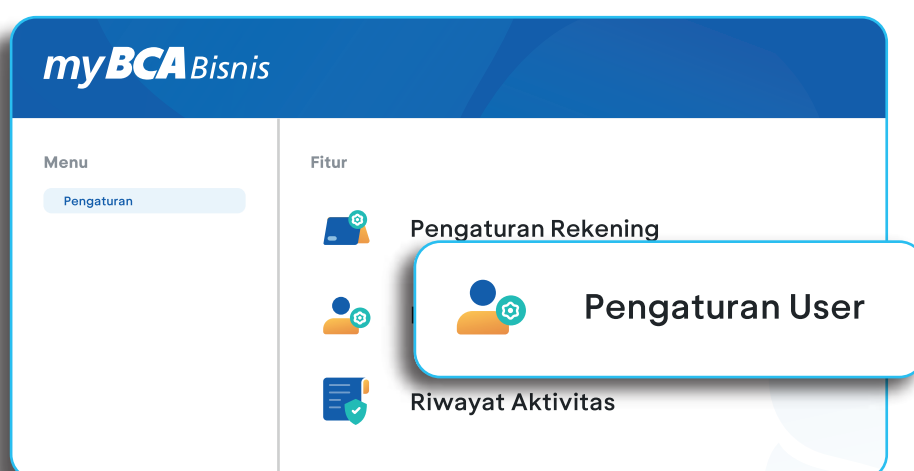 myBCA Bisnis
Menu
Fitur
Pengaturan
Pengaturan Rekening
Pengaturan User
Riwayat Aktivitas